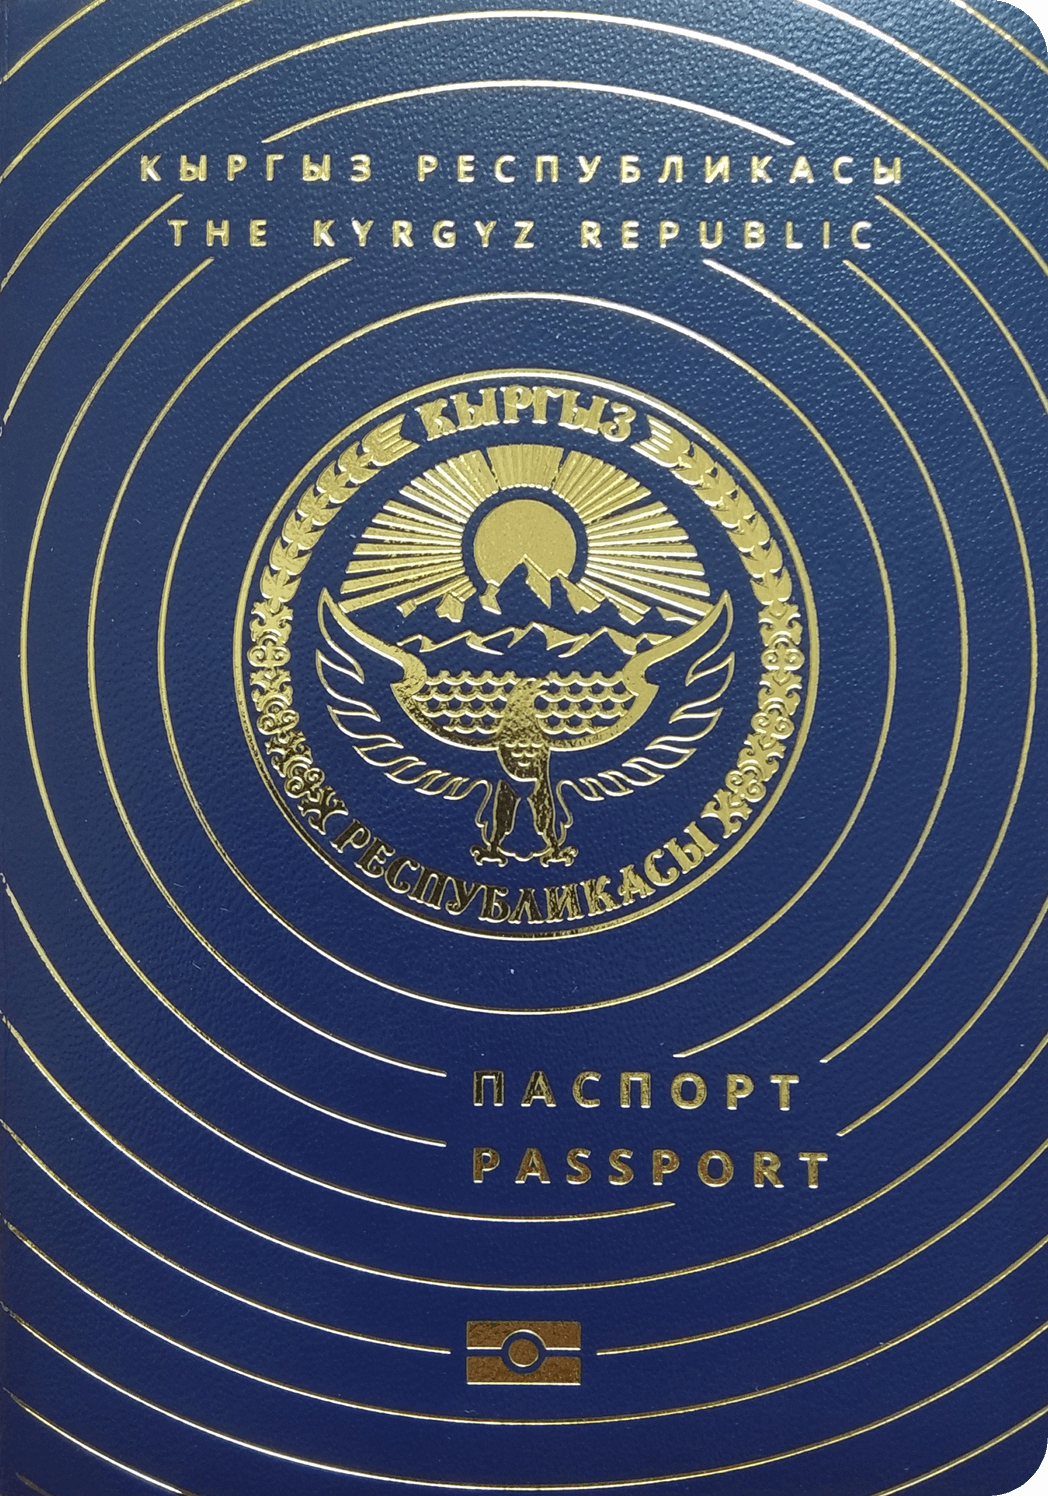 КЫРГЫЗ РЕСПУБЛИКАСЫ
THE KYRGYZ REPUBLIC
КЫРГЫЗ
РЕСПУБЛИКАСЫ
ПАСПОРТ
PASSPORT